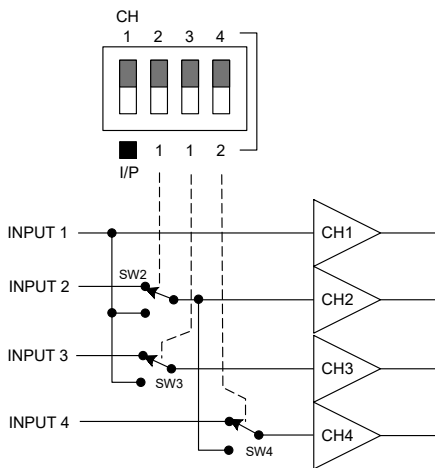 CH
1 2 3 4
1 1 2
I/P
INPUT 1
CH1
INPUT 2
SW2
CH2
INPUT 3
SW3
CH3
INPUT 4
SW4
CH4